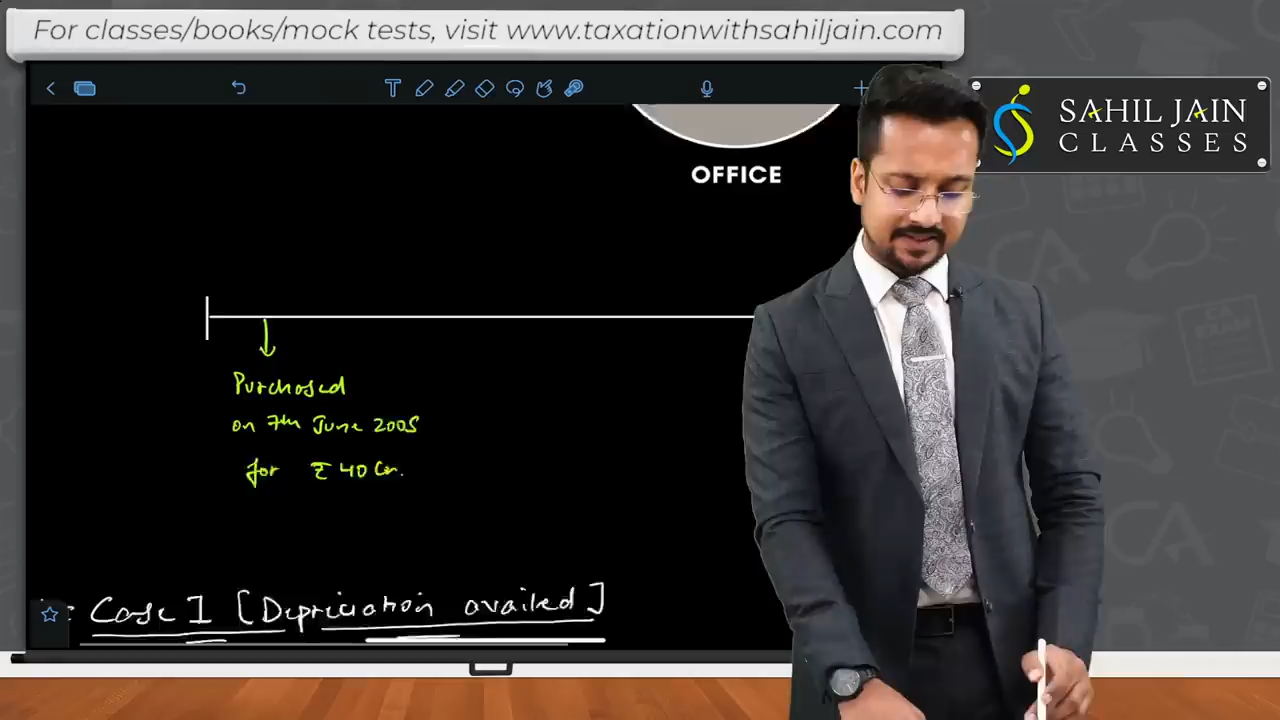 For classes/books/mock tests, visit www.taxationwithsahiljain.com
SAHIL JAIN
CLASSES
OFFICE
Purchased
on 7th June 2005
for ₹ 40 Cr.
Case 1 [Depriciation availed]